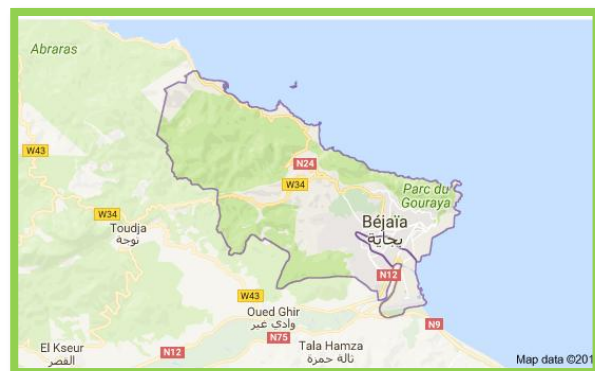 Abraras
W43
N24
W34
Parc du
Gouraya
W34
Toudja
توجة
Béjaïa
بجاية
N12
W43
Oued Ghir
وادي غير
N9
El Kseur
القصر
N12
N75
Tala Hamza
تالة حمزة
Map data ©201